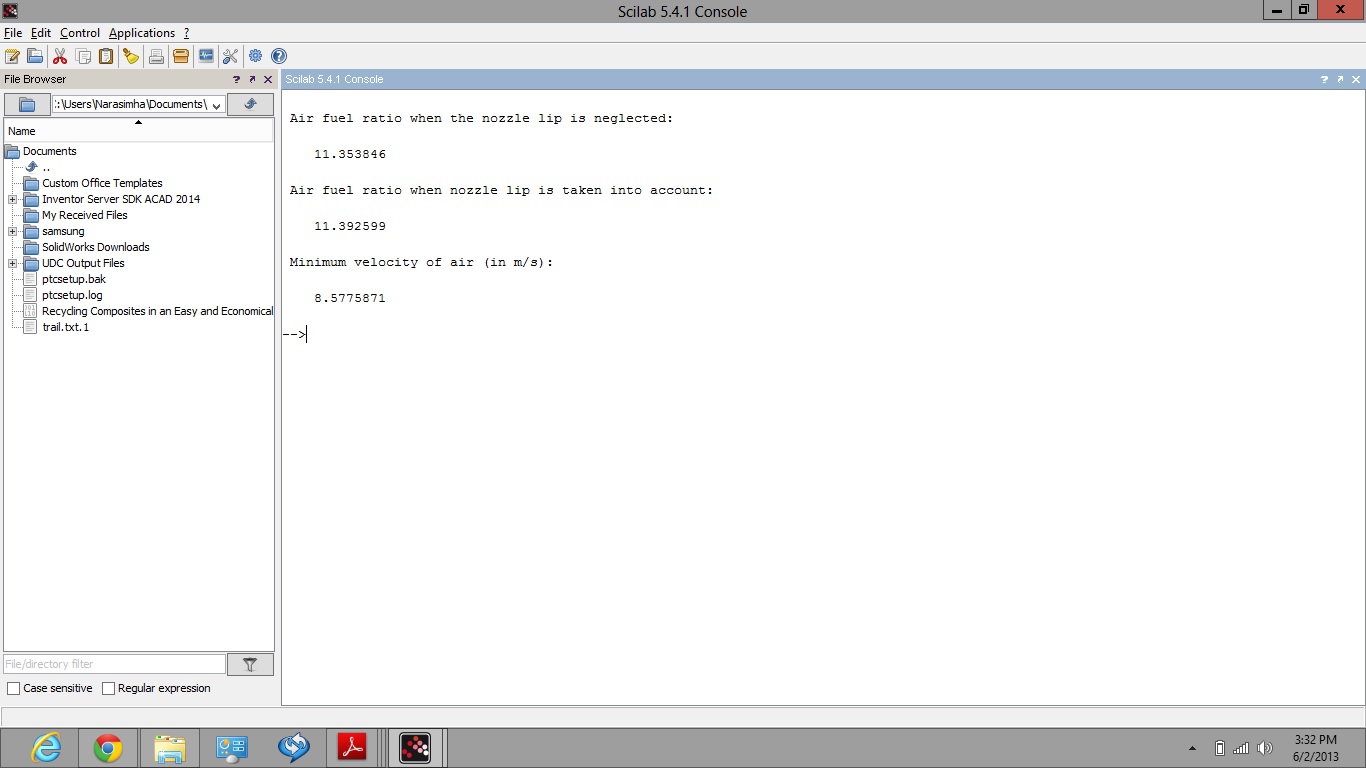 Scilab 5.4.1 Console
File Edit Control Applications ?
File Browser ? Scilab 5.4.1 Console ?
:\Users\Narasimha\Documents\
Name
Documents
..
Custom Office Templates
Inventor Server SDK ACAD 2014
My Received Files
samsung
SolidWorks Downloads
UDC Output Files
ptcsetup.bak
ptcsetup.log
Recycling Composites in an Easy and Economical
trail.txt.1
File/directory filter
Case sensitive Regular expression
Air fuel ratio when the nozzle lip is neglected:
11.353846
Air fuel ratio when nozzle lip is taken into account:
11.392599
Minimum velocity of air (in m/s):
8.5775871
-->
3:32 PM
6/2/2013